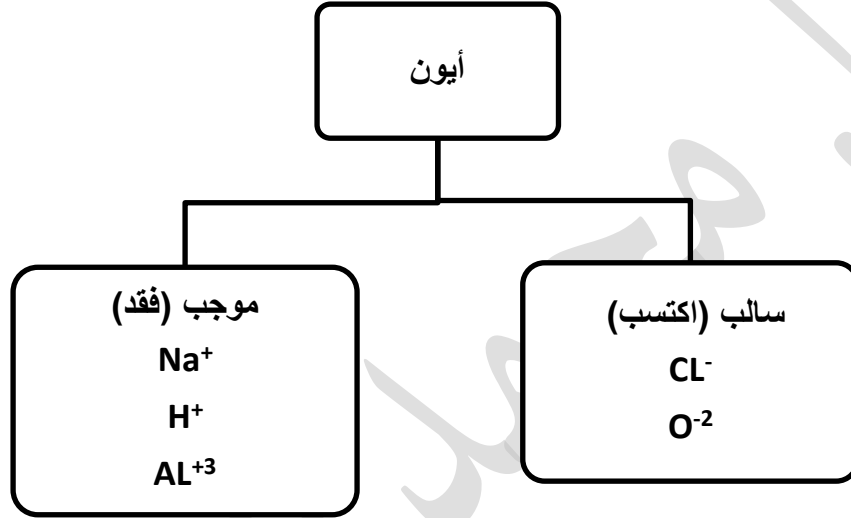 أيون
موجب (فقد)
Na⁺
H⁺
AL⁺³
سالب (اكتسب)
CL⁻
O⁻²